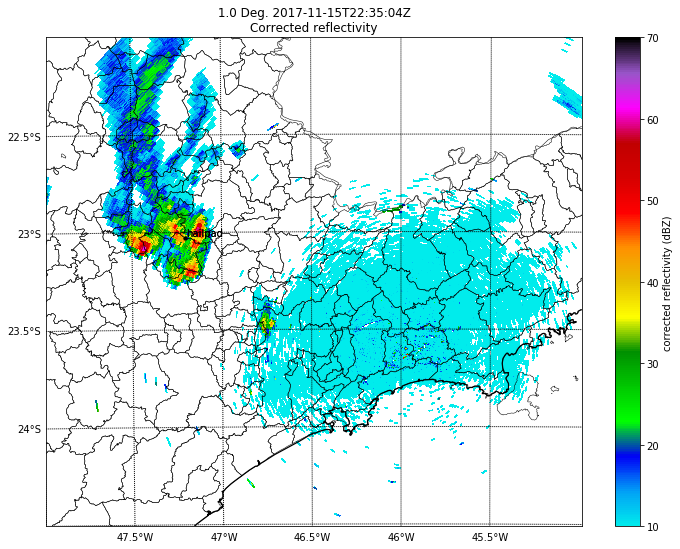 1.0 Deg. 2017-11-15T22:35:04Z
Corrected reflectivity
22.5°S
23°S
23.5°S
24°S
47.5°W
47°W
46.5°W
46°W
45.5°W
70
60
50
40
30
20
10
corrected reflectivity (dBZ)